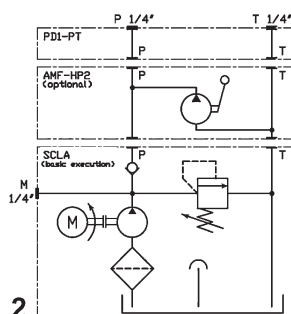 P 1/4" T 1/4"
PD1-PT
P T
AMF-HP2
(optional)
P T
SCLA
(basic execution)
P T
M
1/4"
M
2